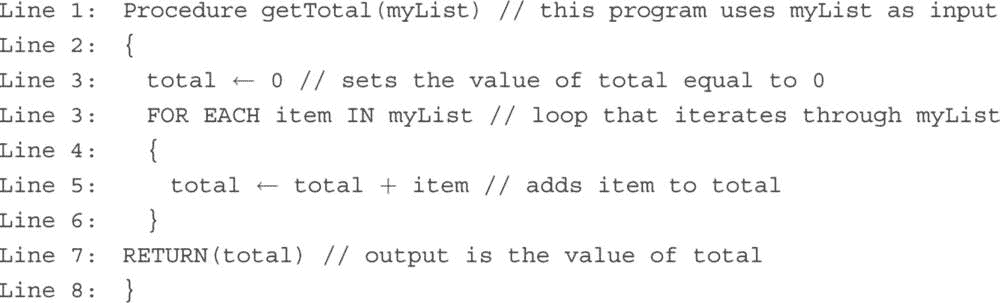 Line 1: Procedure getTotal(myList) // this program uses myList as input
Line 2: {
Line 3: total ← 0 // sets the value of total equal to 0
Line 3: FOR EACH item IN myList // loop that iterates through myList
Line 4: {
Line 5: total ← total + item // adds item to total
Line 6: }
Line 7: RETURN(total) // output is the value of total
Line 8: }